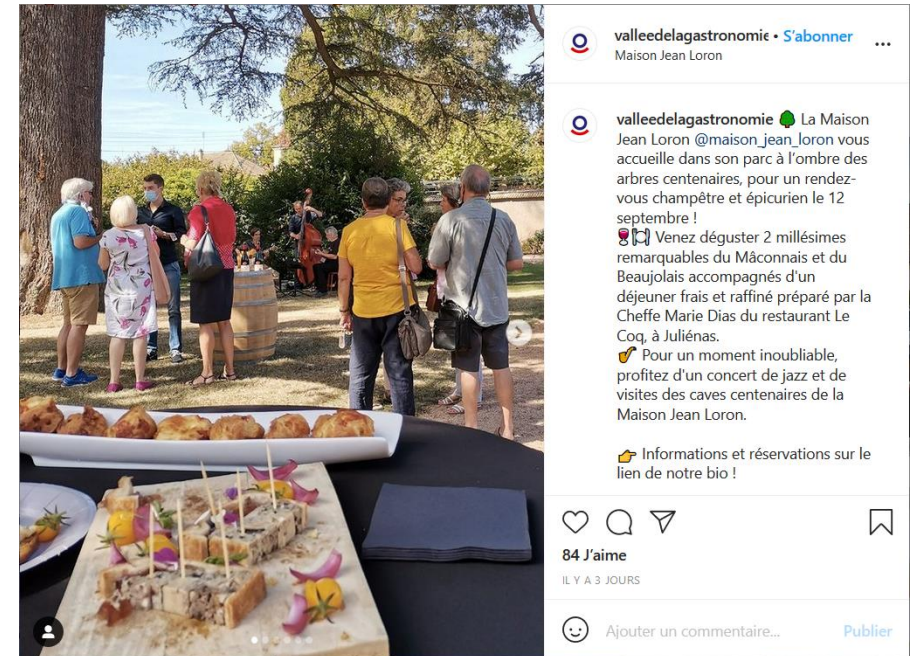 valleedelagastronomie • S'abonner
Maison Jean Loron
valleedelagastronomie 🌳 La Maison
Jean Loron @maison_jean_loron vous
accueille dans son parc à l'ombre des
arbres centenaires, pour un rendez-
vous champêtre et épicurien le 12
septembre !
🍷🍽 Venez déguster 2 millésimes
remarquables du Mâconnais et du
Beaujolais accompagnés d'un
déjeuner frais et raffiné préparé par la
Cheffe Marie Dias du restaurant Le
Coq, à Juliénas.
🎷 Pour un moment inoubliable,
profitez d'un concert de jazz et de
visites des caves centenaires de la
Maison Jean Loron.
👉 Informations et réservations sur le
lien de notre bio !
84 J'aime
IL Y A 3 JOURS
Ajouter un commentaire... Publier